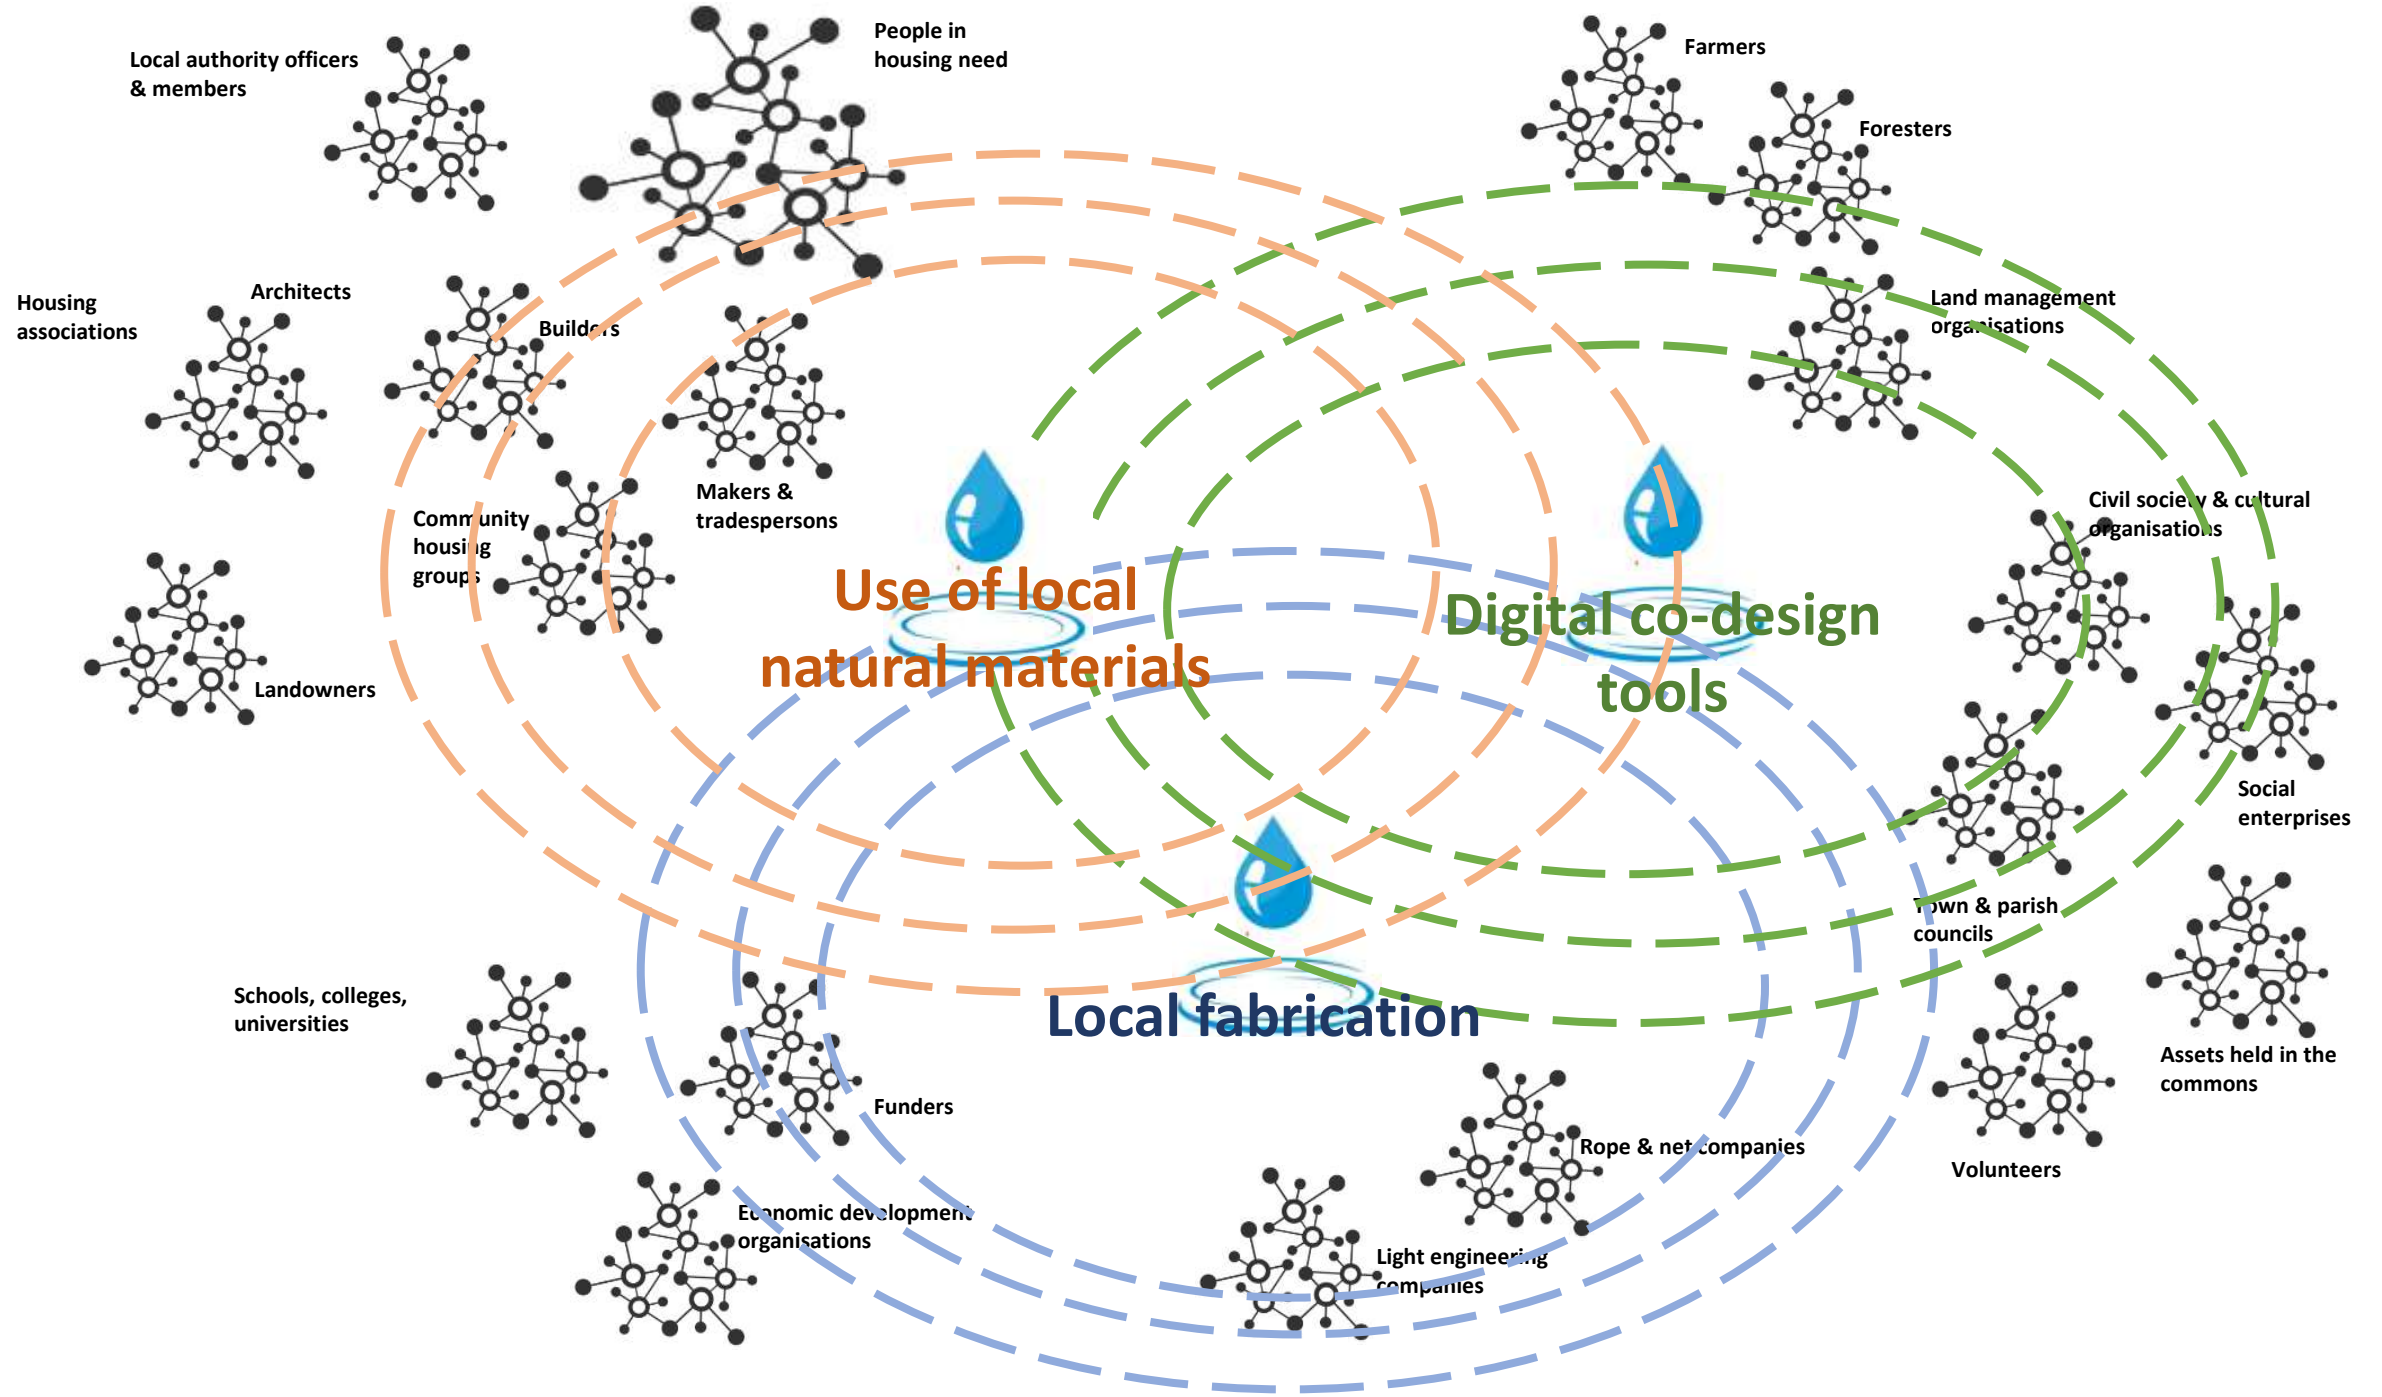 People in
housing need
Local authority officers
& members
Farmers
Foresters
Housing
associations
Architects
Builders
Land management
organisations
Makers &
tradespersons
Community
housing
groups
Civil society & cultural
organisations
Use of local
natural materials
Digital co-design
tools
Landowners
Social
enterprises
Town & parish
councils
Schools, colleges,
universities
Local fabrication
Assets held in the
commons
Funders
Rope & net companies
Volunteers
Economic development
organisations
Light engineering
companies